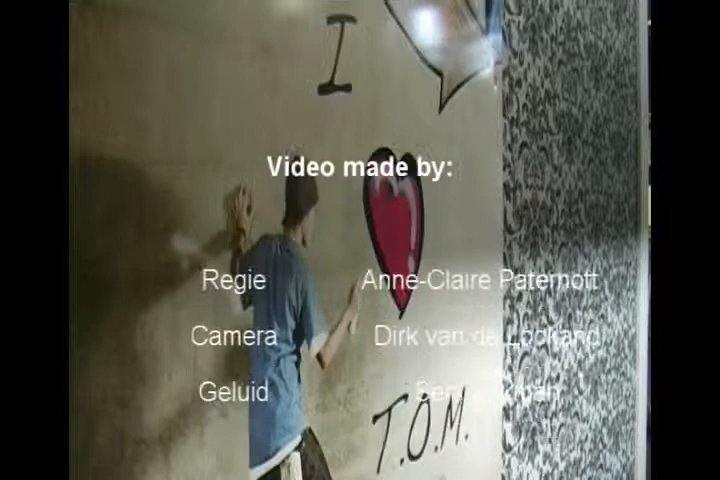 I
Video made by:
Regie Anne-Claire Paternott
Camera Dirk van de
Geluid
T.O.M.